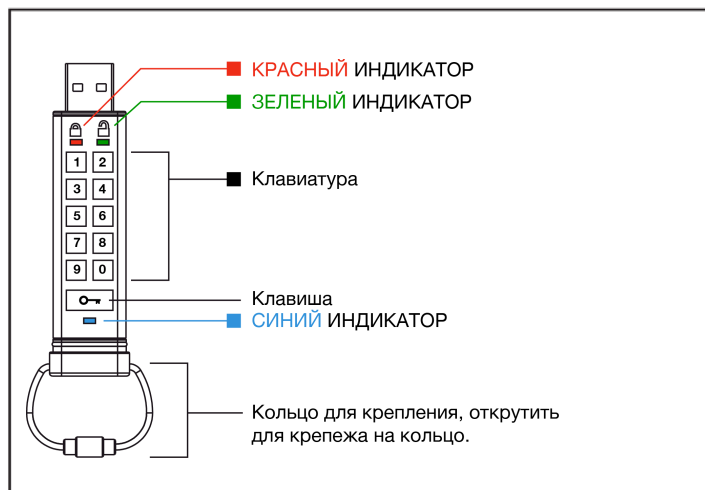 КРАСНЫЙ ИНДИКАТОР
ЗЕЛЕНЫЙ ИНДИКАТОР
1 2
3 4
5 6
7 8
9 0
Клавиатура
Клавиша
СИНИЙ ИНДИКАТОР
Кольцо для крепления, открутить
для крепежа на кольцо.